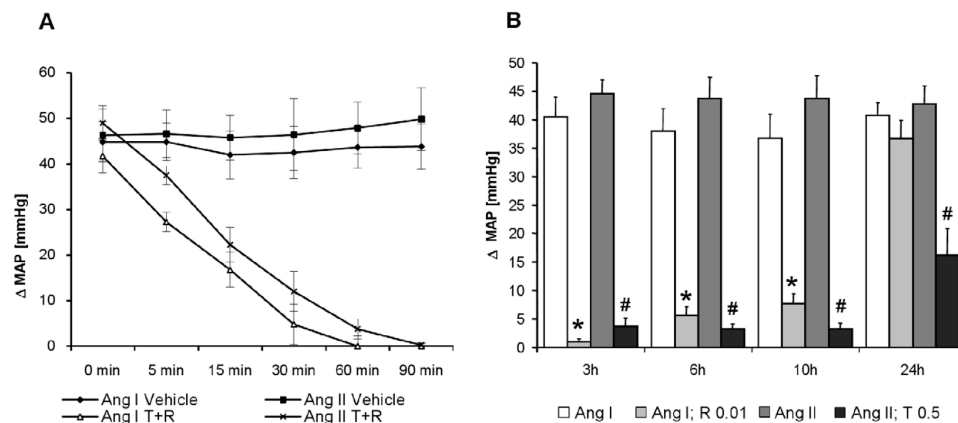 A
60
50
40
30
20
10
0
Δ MAP [mmHg]
0 min 5 min 15 min 30 min 60 min 90 min
Ang I Vehicle Ang II Vehicle
Ang I T+R Ang II T+R
B
50
45
40
35
30
25
20
15
10
5
0
Δ MAP [mmHg]
* # * # * # #
3h 6h 10h 24h
Ang I Ang I; R 0.01 Ang II Ang II; T 0.5